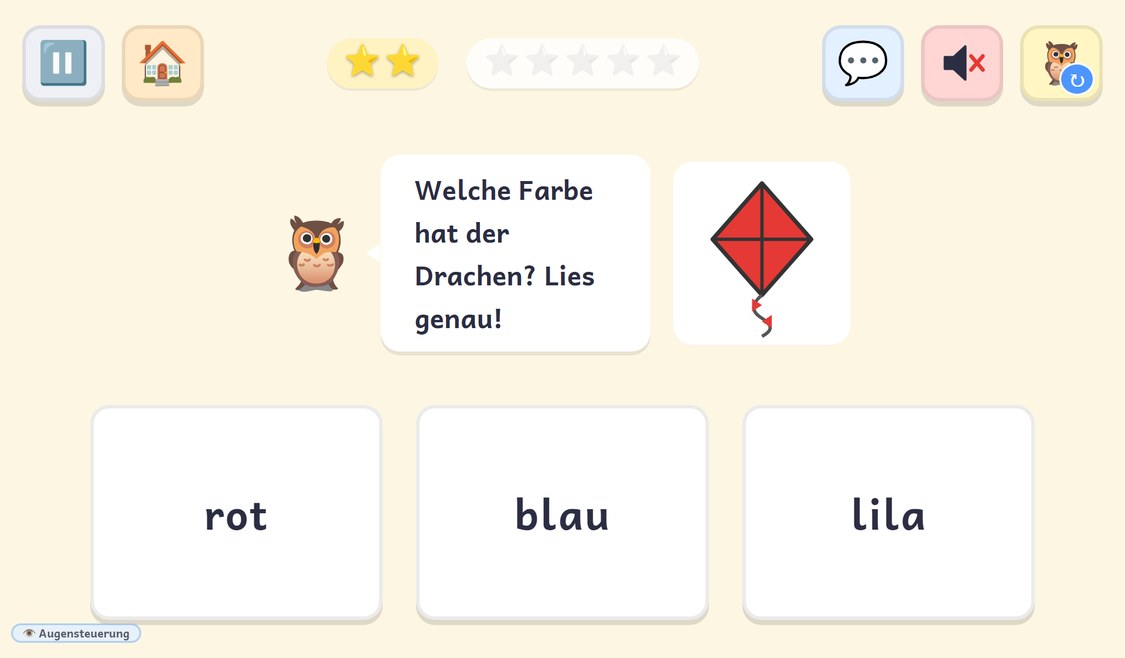 Welche Farbe
hat der
Drachen? Lies
genau!
rot
blau
lila
Augensteuerung